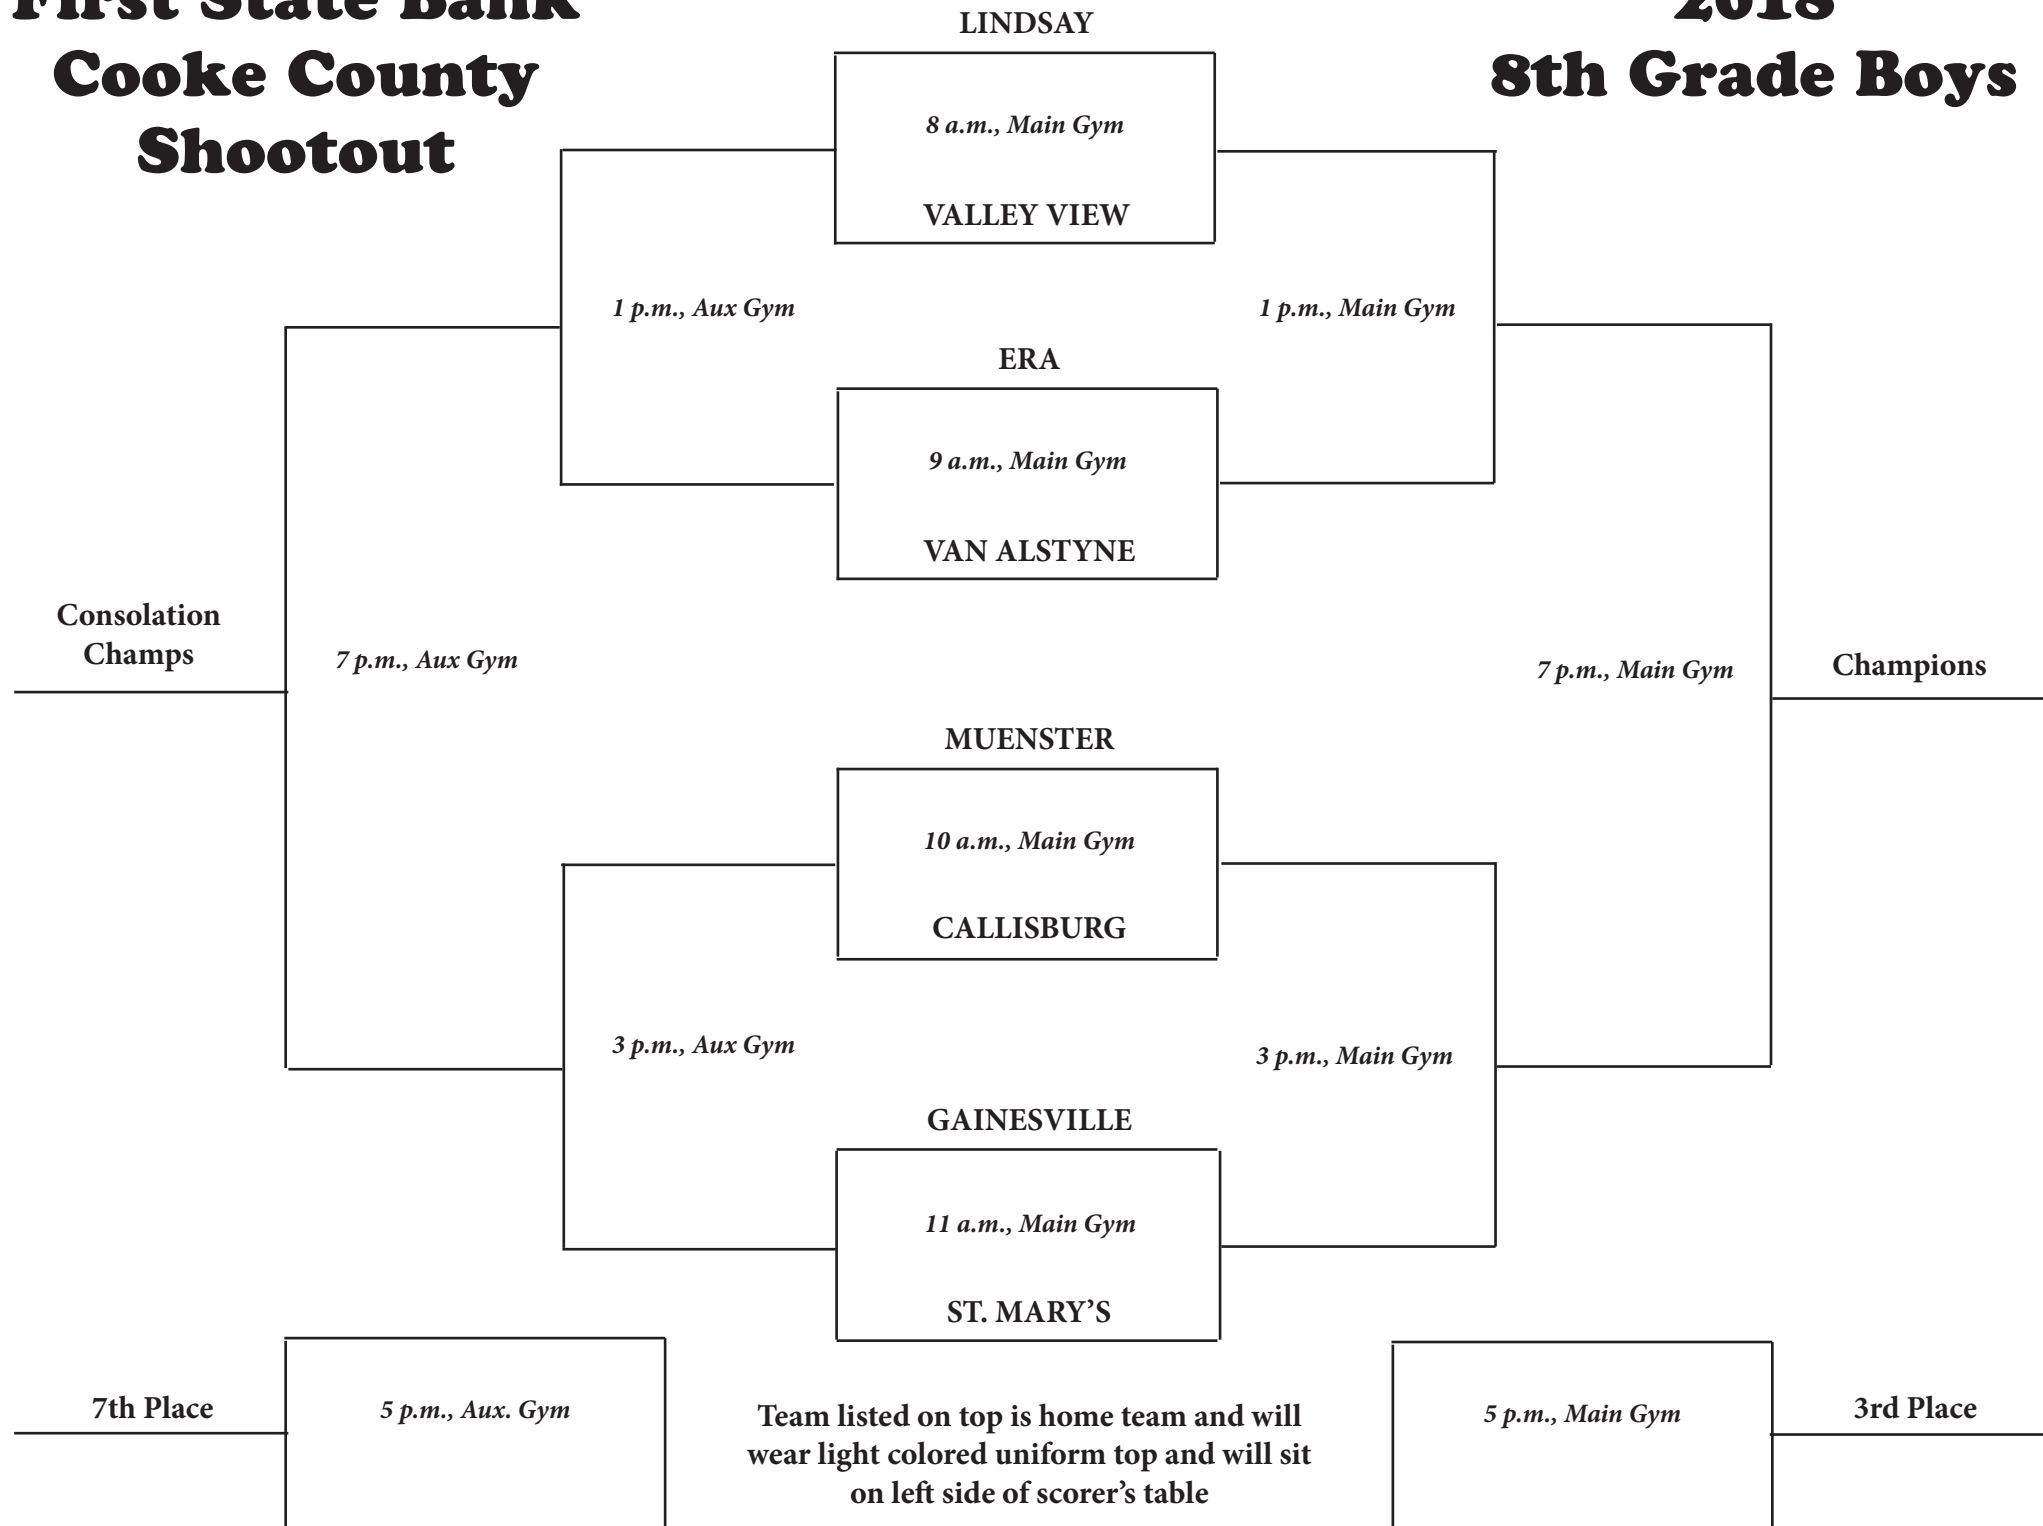 First State Bank
Cooke County
Shootout
2018
8th Grade Boys
LINDSAY
8 a.m., Main Gym
VALLEY VIEW
1 p.m., Aux Gym
1 p.m., Main Gym
ERA
9 a.m., Main Gym
VAN ALSTYNE
Consolation
Champs
7 p.m., Aux Gym
7 p.m., Main Gym
Champions
MUENSTER
10 a.m., Main Gym
CALLISBURG
3 p.m., Aux Gym
3 p.m., Main Gym
GAINESVILLE
11 a.m., Main Gym
ST. MARY’S
7th Place
5 p.m., Aux. Gym
Team listed on top is home team and will
wear light colored uniform top and will sit
on left side of scorer’s table
5 p.m., Main Gym
3rd Place